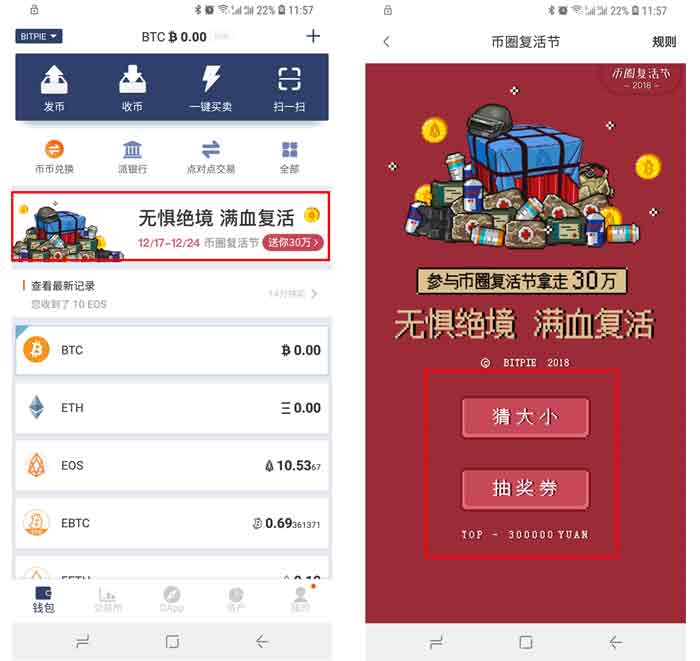 22% 11:57
BITPIE
BTC ₿ 0.00
发币
收币
一键买卖
扫一扫
币币兑换
派银行
点对点交易
全部
无惧绝境 满血复活
12/17-12/24 币圈复活节 送你30万 >
查看最新记录
您收到了 10 EOS
14分钟前
BTC ₿ 0.00
ETH Ξ 0.00
EOS 10.5367
EBTC 0.69361371
钱包
交易所
DApp
资产
我的
22% 11:57
币圈复活节
规则
币圈复活节
- 2018 -
参与币圈复活节拿走30万
无惧绝境 满血复活
© BITPIE 2018
猜大小
抽奖券
TOP - 300000 YUAN